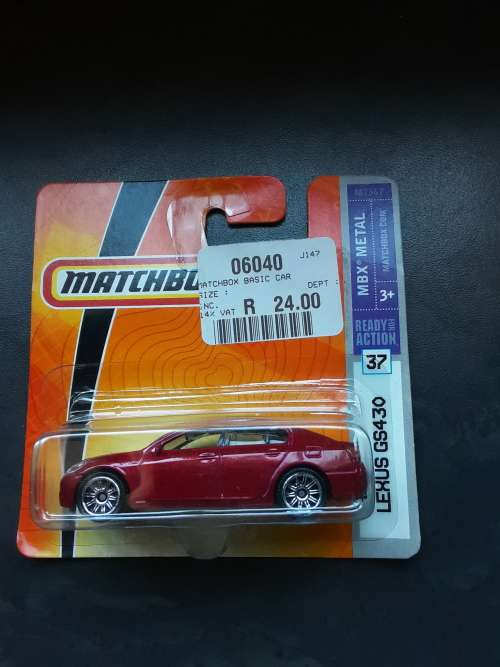 MATCHBO
06040
J147
MATCHBOX BASIC CAR
SIZE :
DEPT :
INC.
14% VAT R 24.00
MBX® METAL
MATCHBOX.COM
3+
READY
ACTION
37
LEXUS GS430